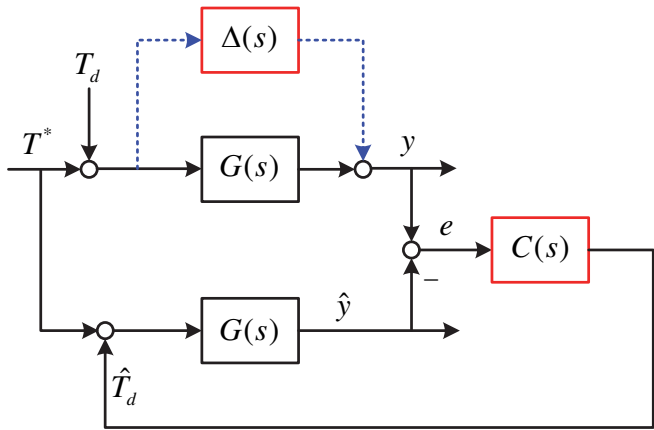 Δ(s)
T_d
T^*
G(s)
y
e
C(s)
−
G(s)
ŷ
T̂_d